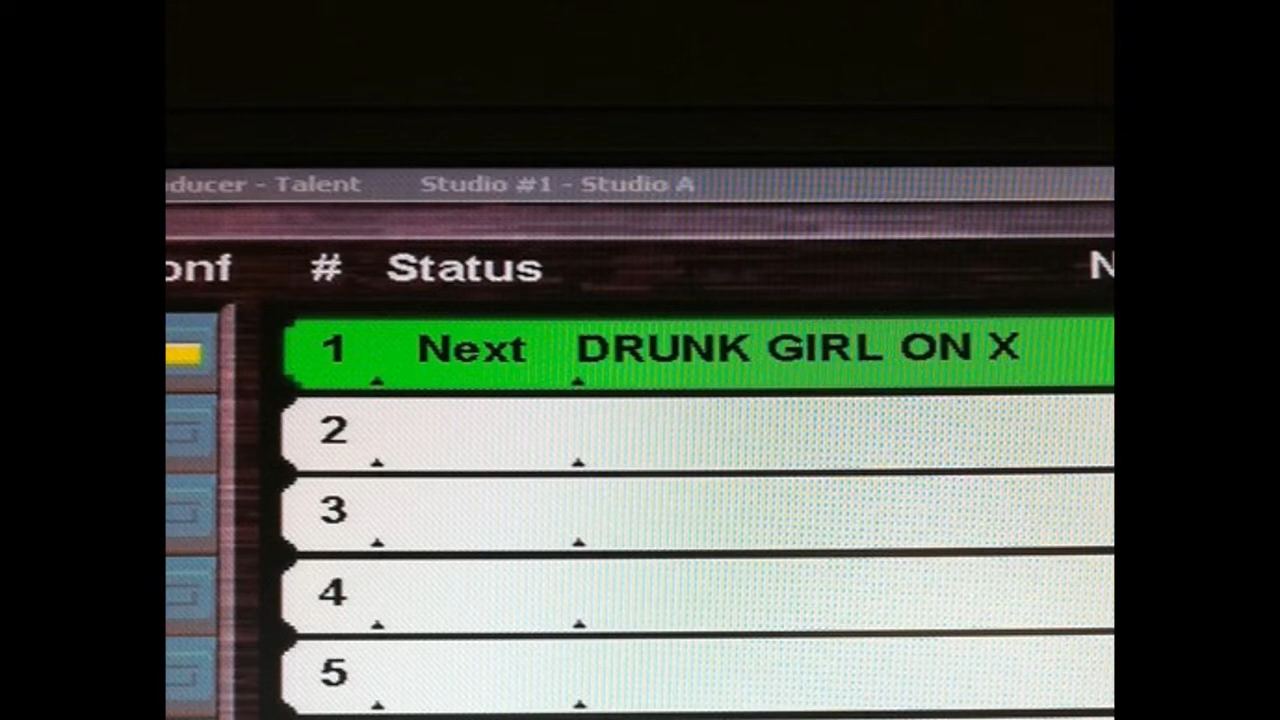 ducer - Talent Studio #1 - Studio A
onf # Status N
1 Next DRUNK GIRL ON X
2
3
4
5